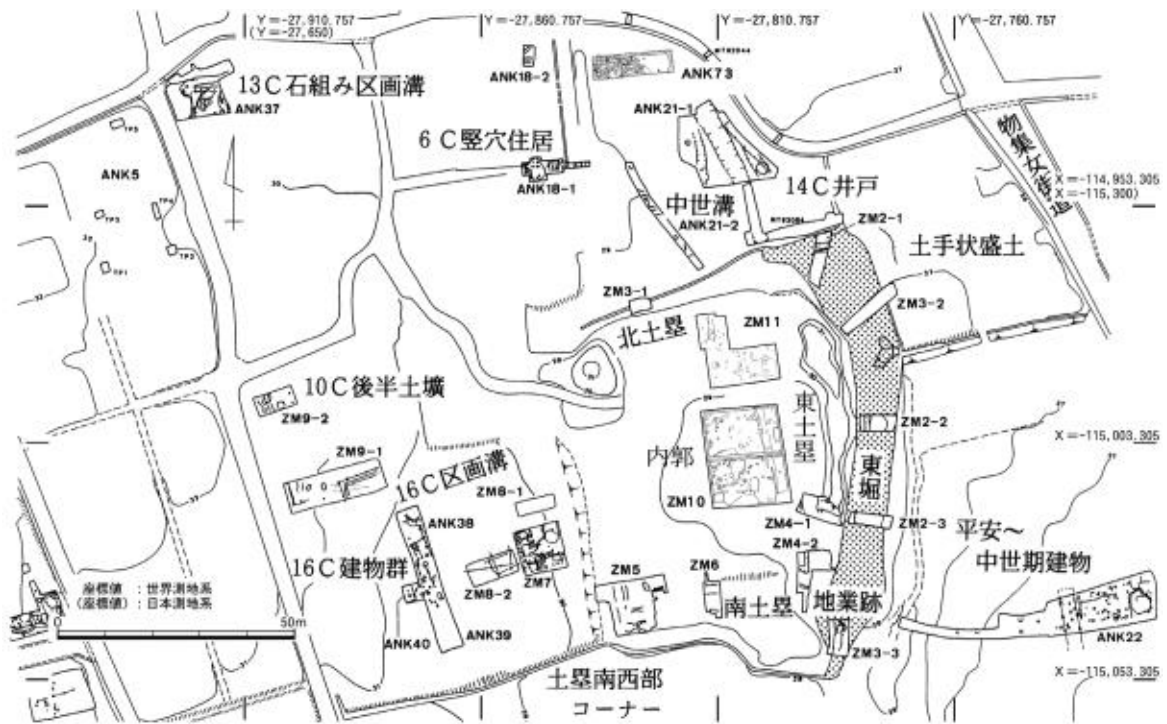 Y=-27,910.757
(Y=-27,650)
Y=-27,860.757
Y=-27,810.757
Y=-27,760.757
ANK18-2
ANK73
13C石組み区画溝
ANK37
ANK21-1
TP5
6C竪穴住居
物集女街道
ANK5
ANK18-1
X=-114,953.305
X=-115,300)
TP4
TP3
中世溝
14C井戸
ANK21-2
ZM2-1
TP2
TP1
土手状盛土
ZM3-1
ZM3-2
北土塁
ZM11
10C後半土壙
ZM9-2
東土塁
ZM2-2
X=-115,003.305
内郭
東堀
ZM9-1
16C区画溝
ZM10
ANK38
ZM4-1
ZM2-3
平安~
中世期建物
16C建物群
ZM4-2
ZM7
ZM8-2
ZM5
ZM6
南土塁
地業跡
座標値 : 世界測地系
(座標値) : 日本測地系
0
50m
ANK40
ANK39
ANK22
ZM3-3
土塁南西部
コーナー
X=-115,053.305